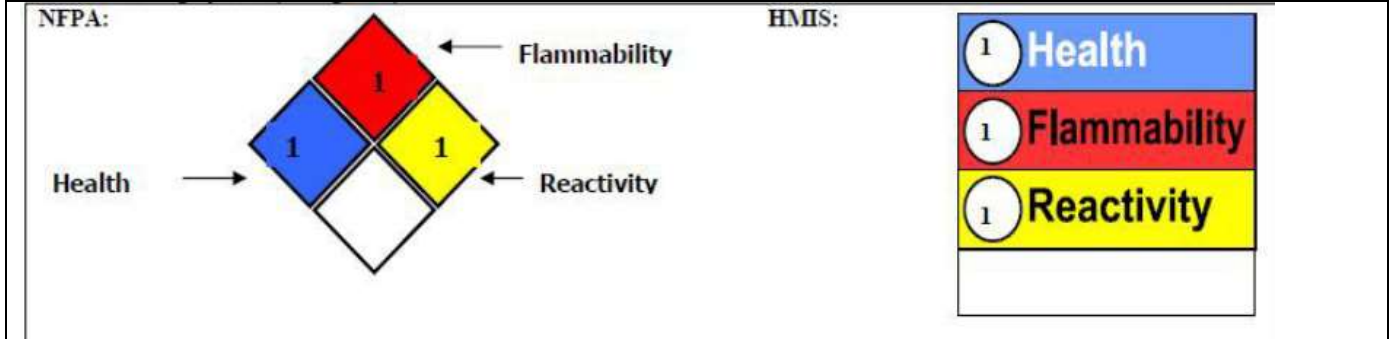 NFPA:
HMIS:
1 Health
Flammability
1
1 Flammability
1
1
Health
Reactivity
1 Reactivity